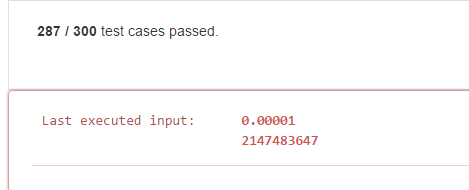 287 / 300 test cases passed.
Last executed input: 0.00001
2147483647